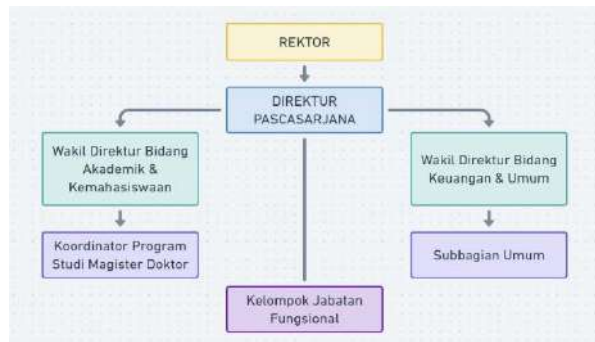 REKTOR
DIREKTUR
PASCASARJANA
Wakil Direktur Bidang
Akademik &
Kemahasiswaan
Wakil Direktur Bidang
Keuangan & Umum
Koordinator Program
Studi Magister Doktor
Subbagian Umum
Kelompok Jabatan
Fungsional